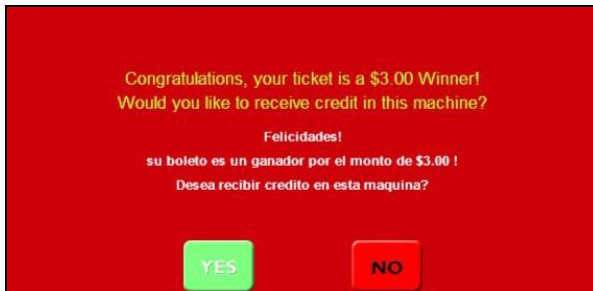 Congratulations, your ticket is a $3.00 Winner!
Would you like to receive credit in this machine?
Felicidades!
su boleto es un ganador por el monto de $3.00 !
Desea recibir credito en esta maquina?
YES
NO